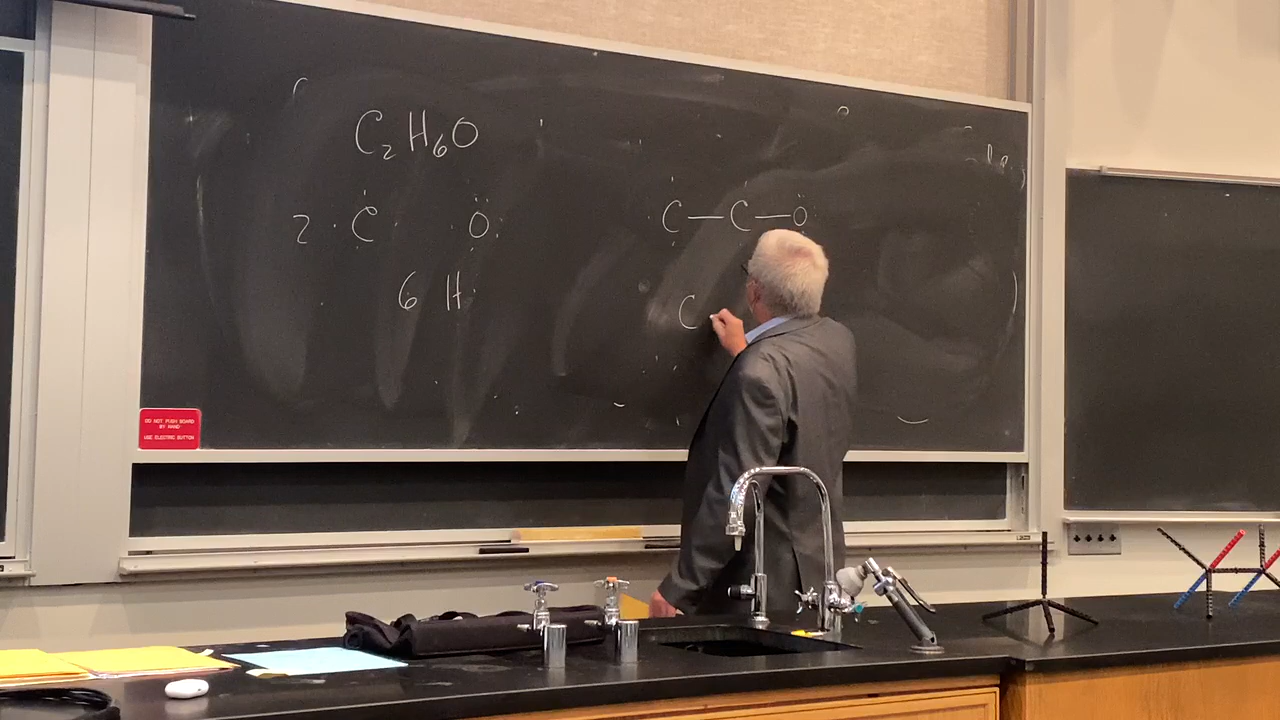 C₂H₆O
2 · C · · O ·
C — C — O
6 H ·
C
DO NOT PUSH BOARD
BY HAND
USE ELECTRIC BUTTON